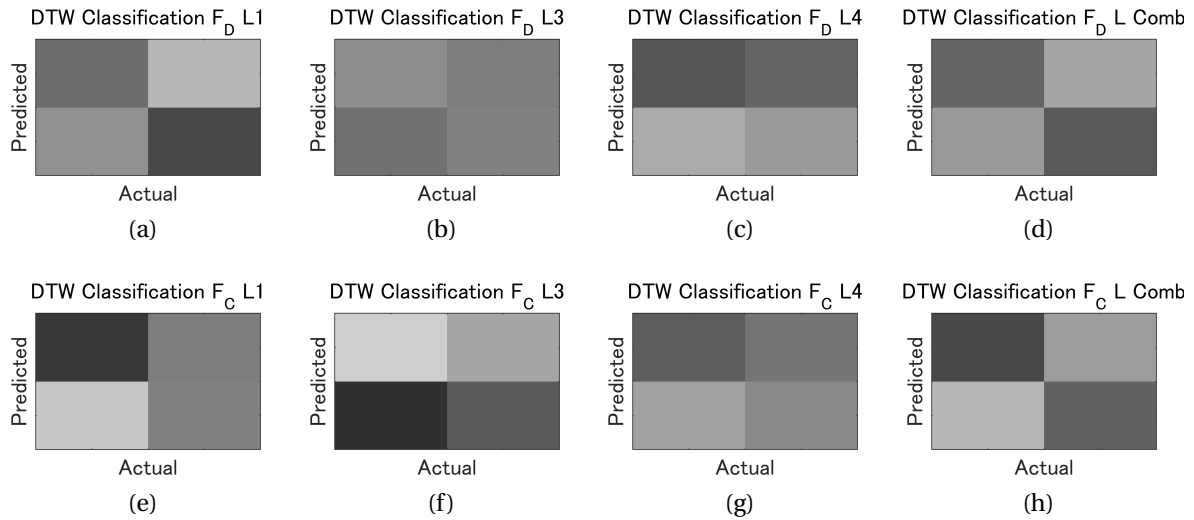 DTW Classification F_D L1
DTW Classification F_D L3
DTW Classification F_D L4
DTW Classification F_D L Comb
Predicted
Predicted
Predicted
Predicted
Actual
Actual
Actual
Actual
(a)
(b)
(c)
(d)
DTW Classification F_C L1
DTW Classification F_C L3
DTW Classification F_C L4
DTW Classification F_C L Comb
Predicted
Predicted
Predicted
Predicted
Actual
Actual
Actual
Actual
(e)
(f)
(g)
(h)